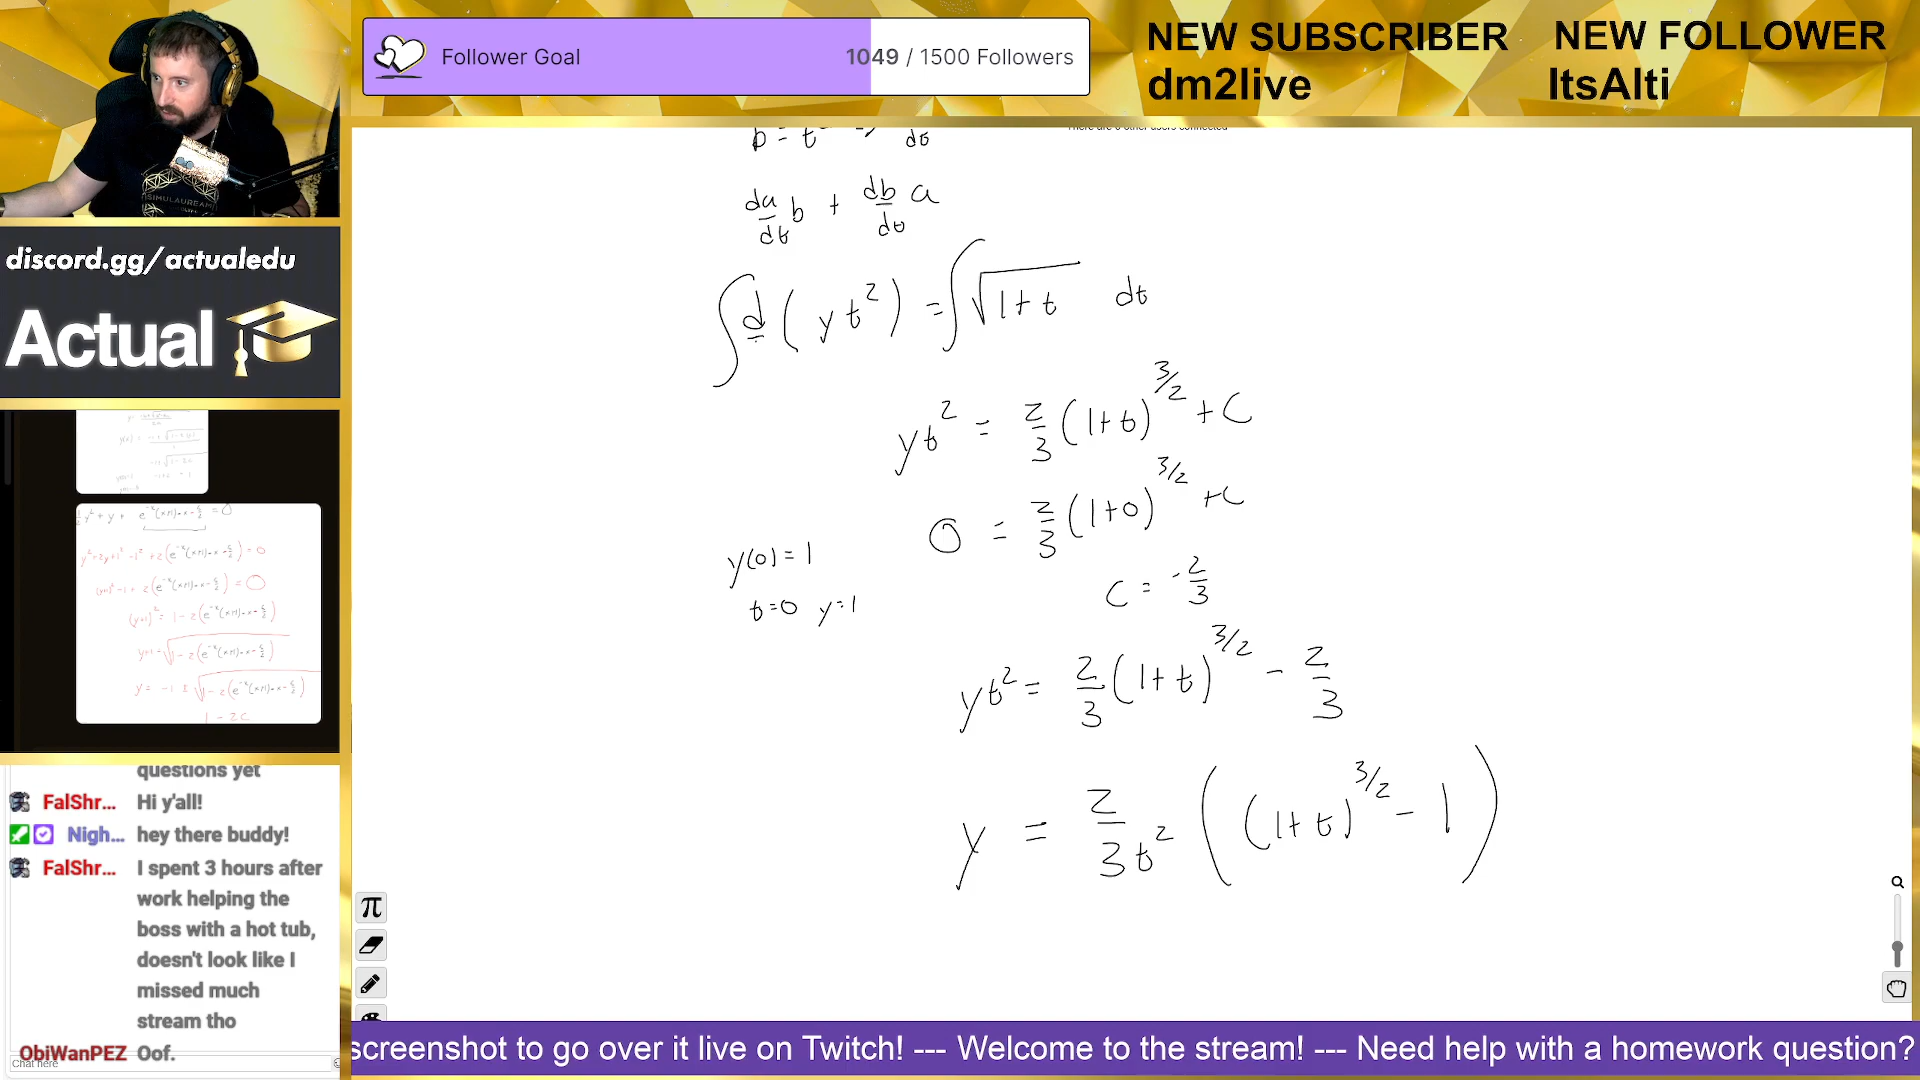 Follower Goal
1049 / 1500 Followers
NEW SUBSCRIBER
dm2live
NEW FOLLOWER
ItsAlti
discord.gg/actualedu
Actual
b = t² → dt
da/dt b + db/dt a
∫ d (yt²) = ∫ √1+t dt
yt² = 2/3 (1+t)^3/2 + C
0 = 2/3 (1+0)^3/2 + C
y(0) = 1
t=0 y=1
C = -2/3
yt² = 2/3 (1+t)^3/2 - 2/3
y = 2/3t² ((1+t)^3/2 - 1)
questions yet
FalShr... Hi y'all!
Nigh... hey there buddy!
FalShr... I spent 3 hours after
work helping the
boss with a hot tub,
doesn't look like I
missed much
stream tho
ObiWanPEZ Oof.
Chat here
π
screenshot to go over it live on Twitch! --- Welcome to the stream! --- Need help with a homework question?